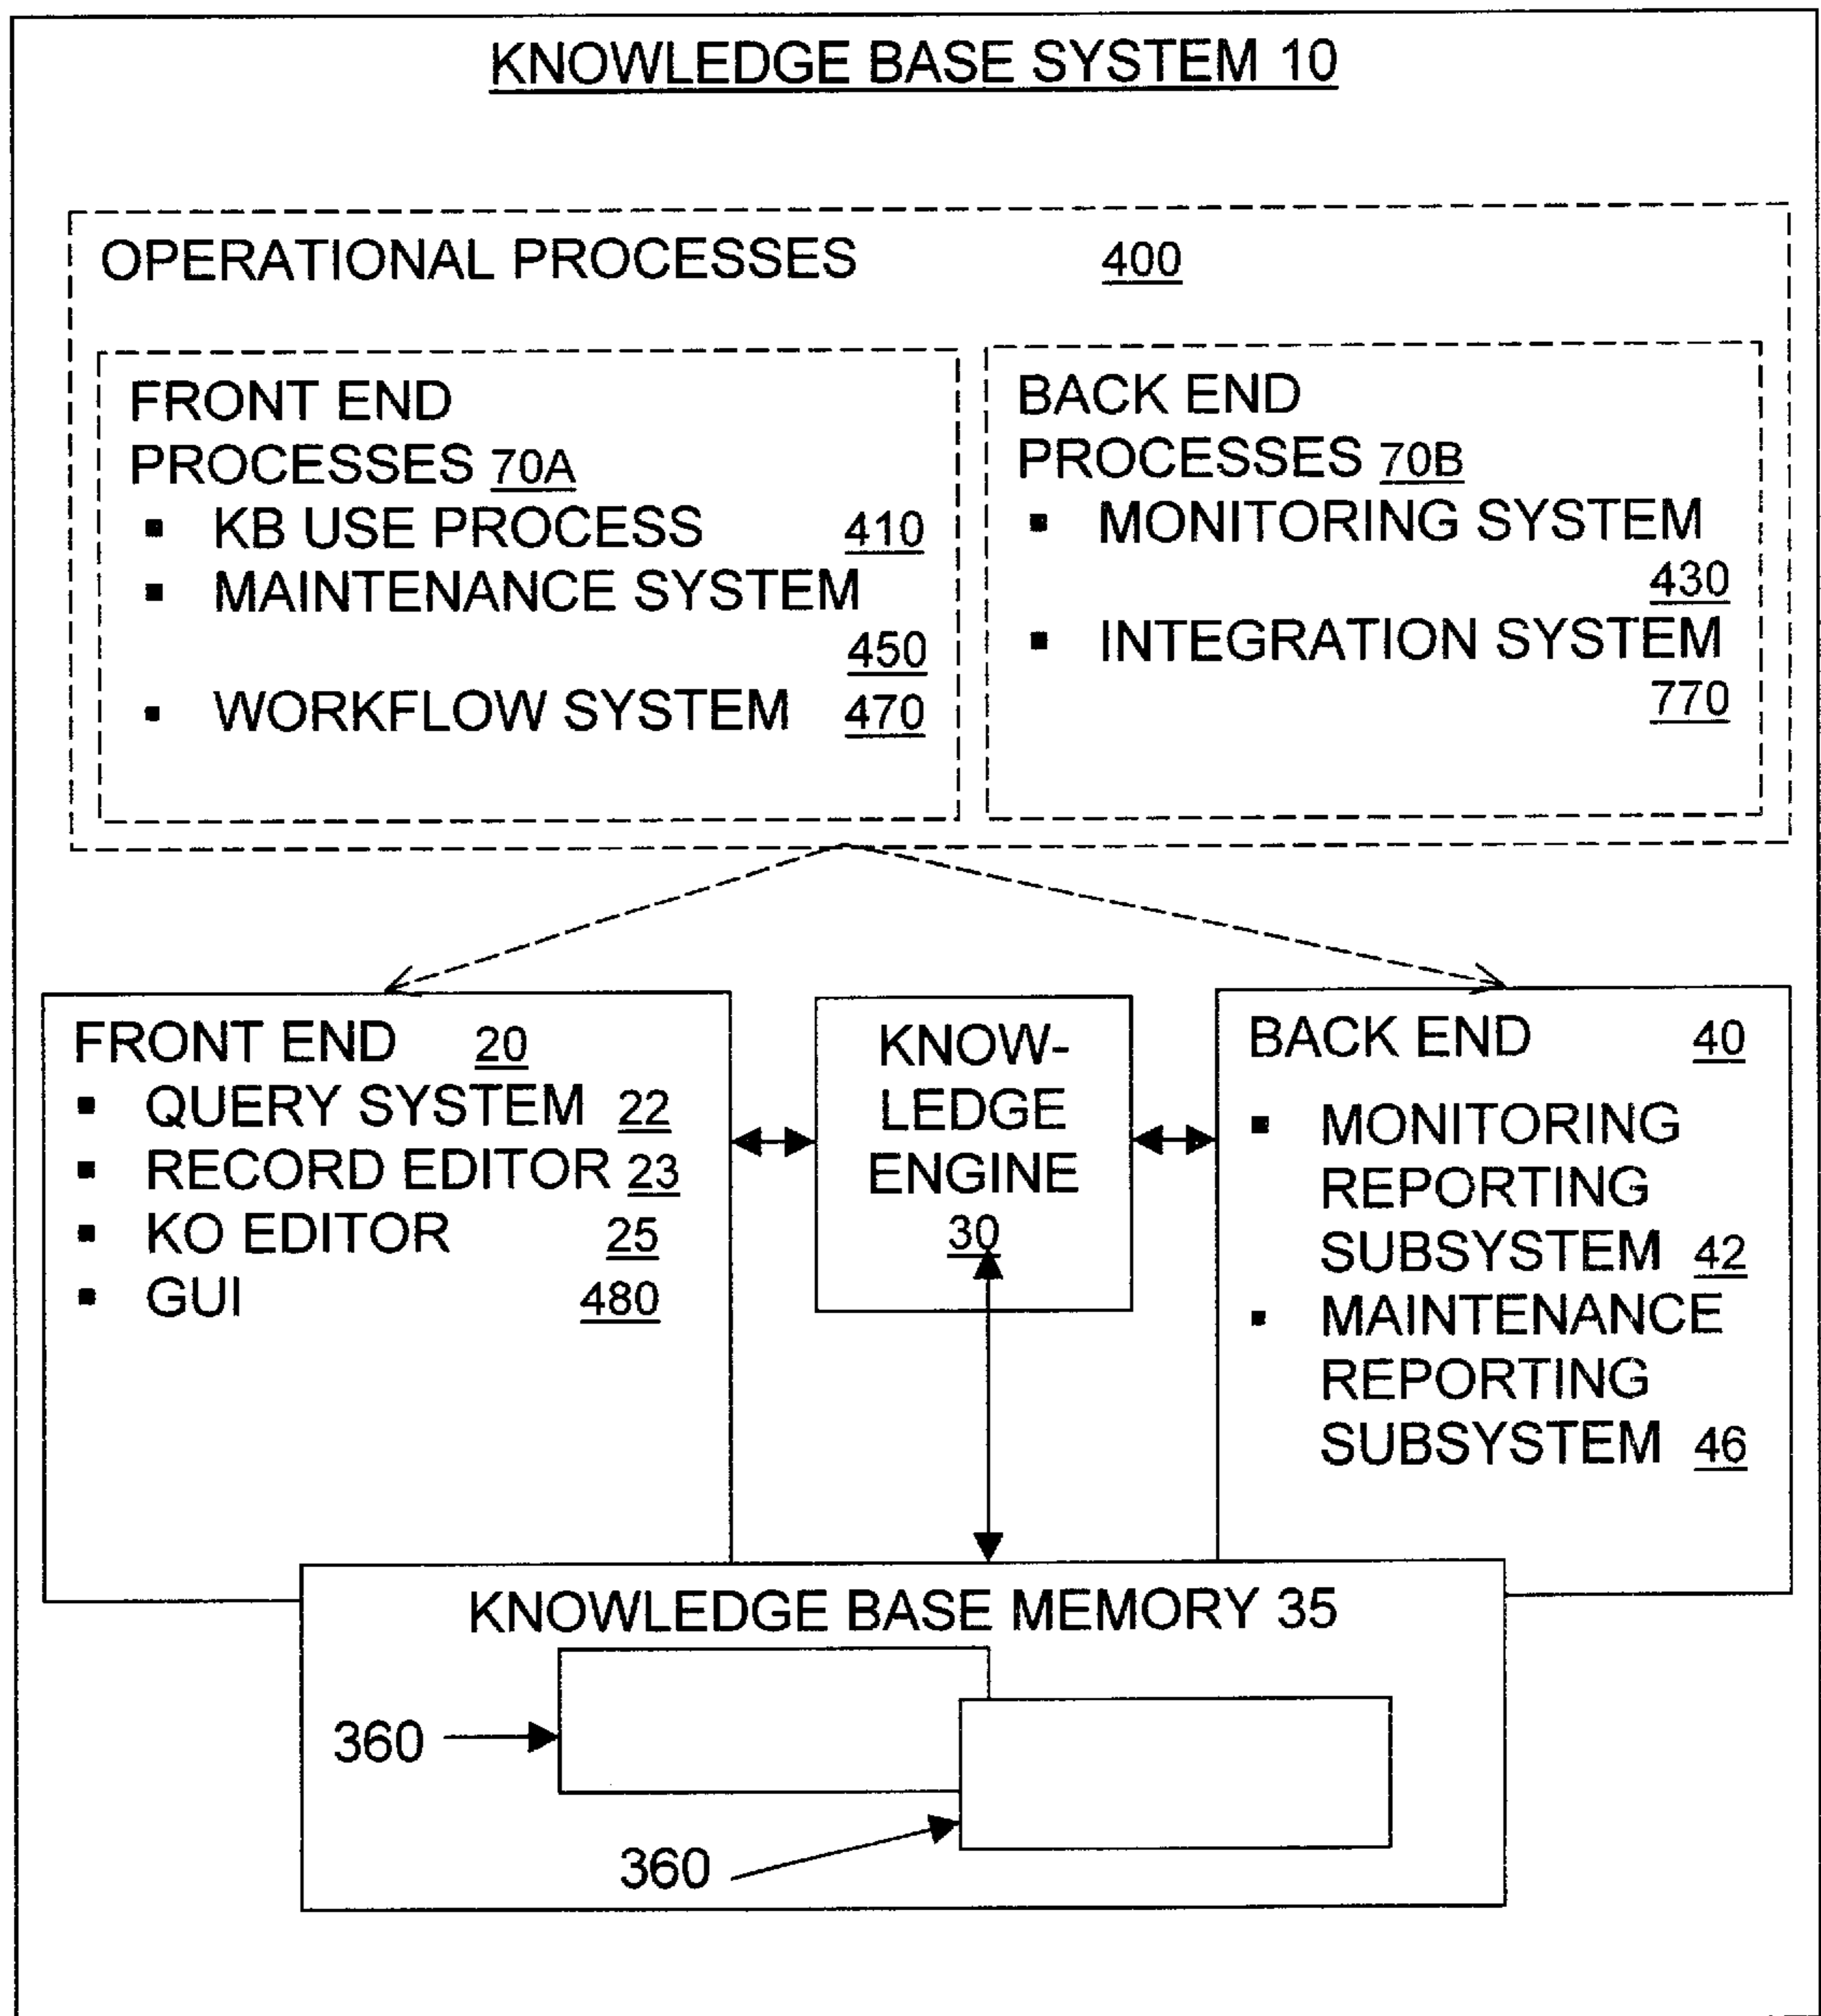 KNOWLEDGE BASE SYSTEM 10
OPERATIONAL PROCESSES 400
FRONT END
PROCESSES 70A
▪ KB USE PROCESS 410
▪ MAINTENANCE SYSTEM
450
▪ WORKFLOW SYSTEM 470
BACK END
PROCESSES 70B
▪ MONITORING SYSTEM
430
▪ INTEGRATION SYSTEM
770
FRONT END 20
▪ QUERY SYSTEM 22
▪ RECORD EDITOR 23
▪ KO EDITOR 25
▪ GUI 480
KNOW-
LEDGE
ENGINE
30
BACK END 40
▪ MONITORING
REPORTING
SUBSYSTEM 42
▪ MAINTENANCE
REPORTING
SUBSYSTEM 46
KNOWLEDGE BASE MEMORY 35
360
360